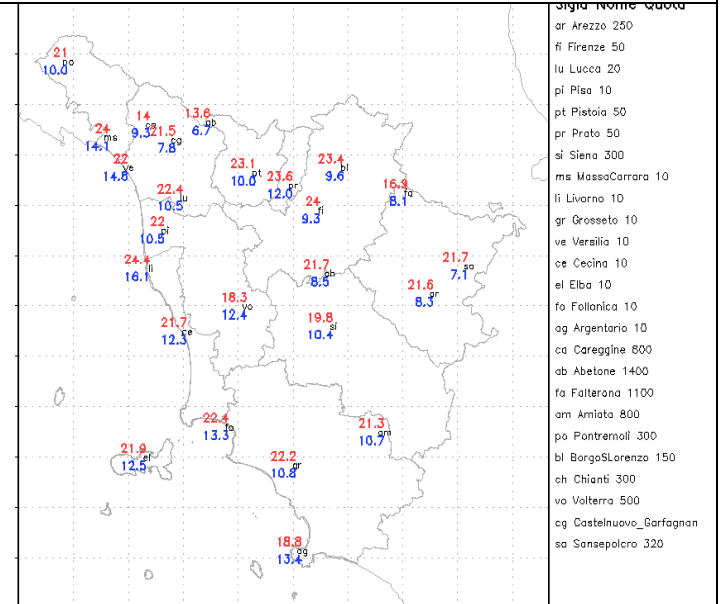 Sigla Nome Quota
ar Arezzo 250
fi Firenze 50
lu Lucca 20
pi Pisa 10
pt Pistoia 50
pr Prato 50
si Siena 300
ms MassaCarrara 10
li Livorno 10
gr Grosseto 10
ve Versilia 10
ce Cecina 10
el Elba 10
fo Follonica 10
ag Argentario 10
ca Careggine 800
ab Abetone 1400
fa Falterona 1100
am Amiata 800
po Pontremoli 300
bl BorgoSLorenzo 150
ch Chianti 300
vo Volterra 500
cg Castelnuovo_Garfagnan
sa Sansepolcro 320
21
po
10.0
24
ms
14.1
14
ca
9.3
13.6
ab
6.7
21.5
cg
7.8
22
ve
14.8
23.1
pt
10.0
23.6
pr
12.0
23.4
bl
9.6
16.9
fa
8.1
22.4
lu
10.5
24
fi
9.3
22
pi
10.5
24.4
li
16.1
21.7
ab
8.5
21.7
sa
7.1
21.6
ar
8.3
18.3
vo
12.4
19.8
si
10.4
21.7
ce
12.3
22.4
fo
13.3
21.3
am
10.7
21.9
el
12.5
22.2
gr
10.8
18.8
ag
13.4